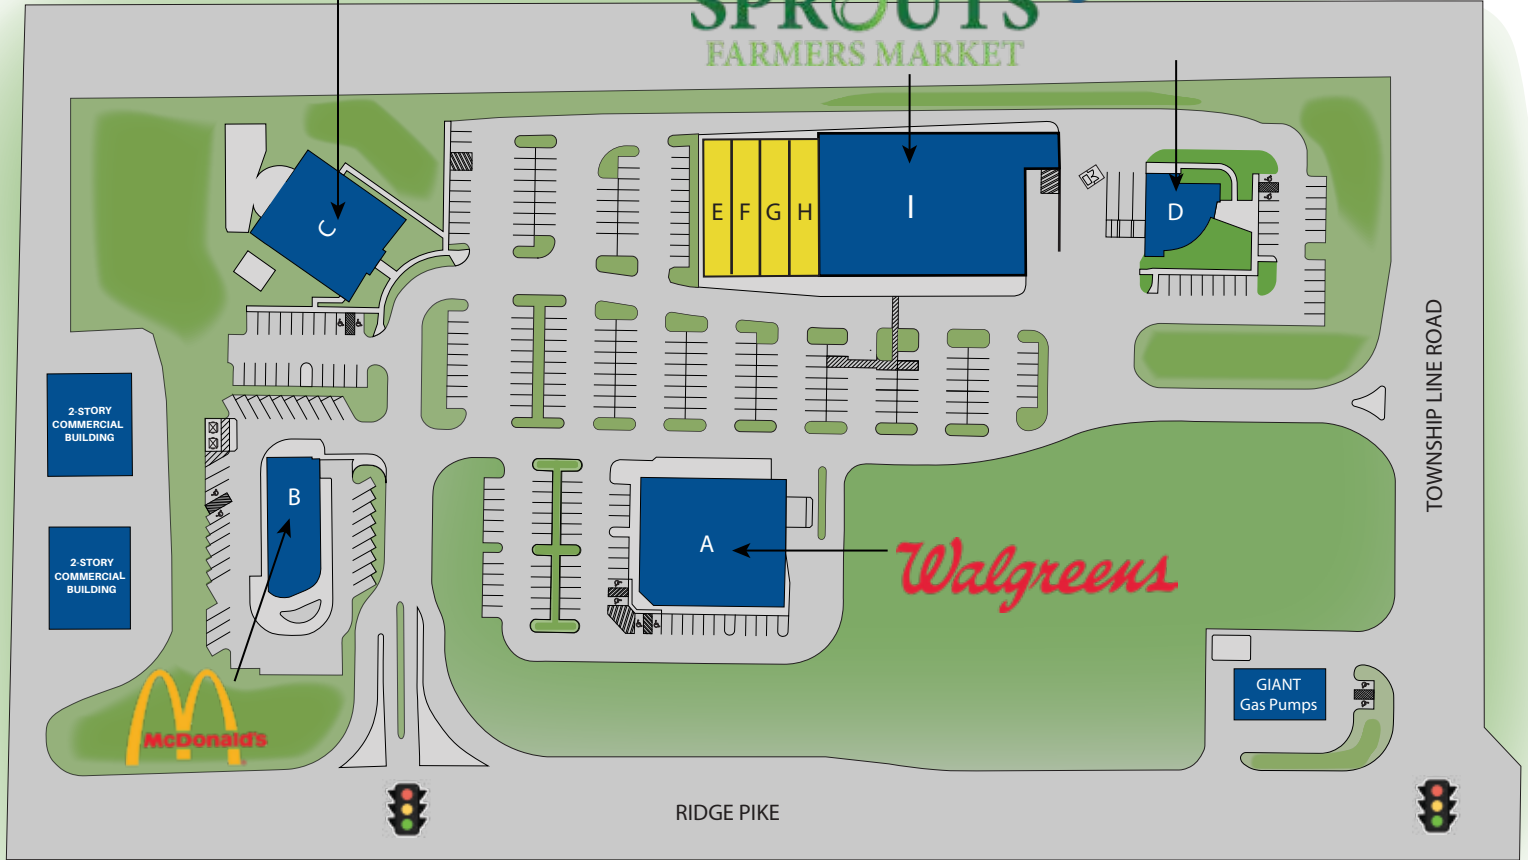 SPROUTS
FARMERS MARKET
C
E
F
G
H
I
D
2-STORY
COMMERCIAL
BUILDING
B
A
Walgreens
2-STORY
COMMERCIAL
BUILDING
TOWNSHIP LINE ROAD
GIANT
Gas Pumps
McDonald's
RIDGE PIKE